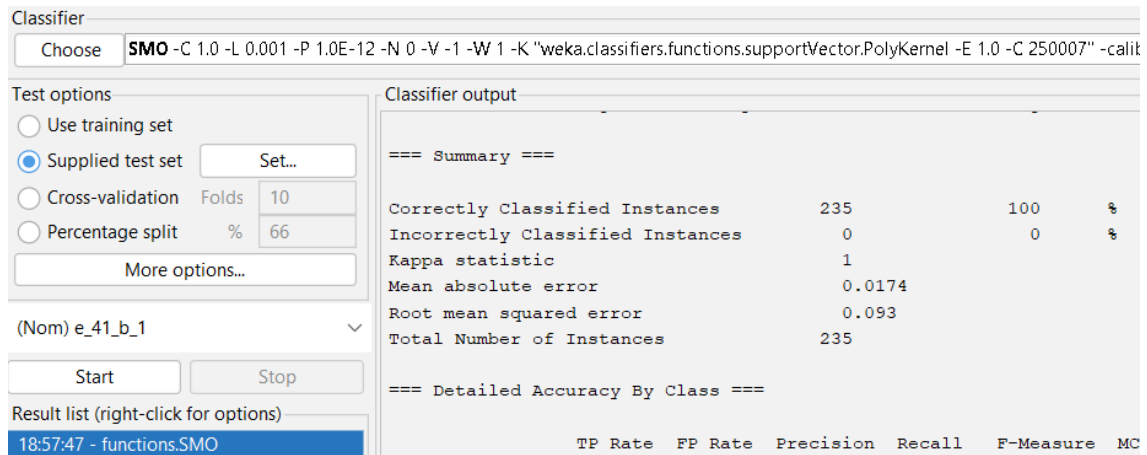 Classifier
Choose SMO -C 1.0 -L 0.001 -P 1.0E-12 -N 0 -V -1 -W 1 -K "weka.classifiers.functions.supportVector.PolyKernel -E 1.0 -C 250007" -calib
Test options
Use training set
Supplied test set Set...
Cross-validation Folds 10
Percentage split % 66
More options...
(Nom) e_41_b_1
Start Stop
Result list (right-click for options)
18:57:47 - functions.SMO
Classifier output
=== Summary ===
Correctly Classified Instances 235 100 %
Incorrectly Classified Instances 0 0 %
Kappa statistic 1
Mean absolute error 0.0174
Root mean squared error 0.093
Total Number of Instances 235
=== Detailed Accuracy By Class ===
TP Rate FP Rate Precision Recall F-Measure MC